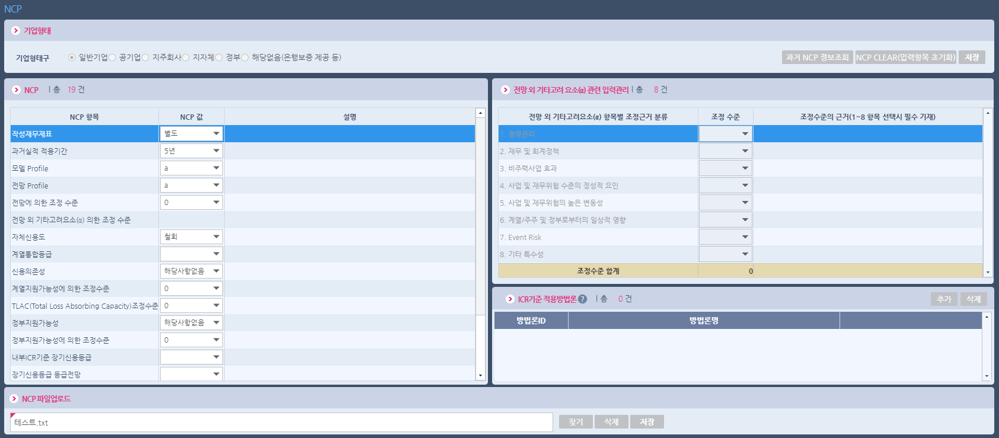 NCP
기업형태
기업형태구 일반기업 공기업 지주회사 지자체 정부 해당없음(은행보증 제공 등) 과거 NCP 정보조회 NCP CLEAR(입력항목 초기화) 저장
NCP | 총 19 건
NCP 항목 NCP 값 설명
작성재무재표 별도
과거실적 적용기간 5년
모델 Profile a
전망 Profile a
전망에 의한 조정 수준 0
전망 외 기타고려요소(α) 의한 조정 수준
자체신용도 철회
계열통합등급
신용의존성 해당사항없음
계열지원가능성에 의한 조정수준 0
TLAC(Total Loss Absorbing Capacity)조정수준 0
정부지원가능성 해당사항없음
정부지원가능성에 의한 조정수준 0
내부ICR기준 장기신용등급
장기신용등급 등급전망
전망 외 기타고려 요소(α) 관련 입력관리 | 총 8 건
전망 외 기타고려요소(α) 항목별 조정근거 분류 조정 수준 조정수준의 근거(1~8 항목 선택시 필수 기재)
1. 경영관리
2. 재무 및 회계정책
3. 비주력사업 효과
4. 사업 및 재무위험 수준의 정성적 요인
5. 사업 및 재무위험의 높은 변동성
6. 계열/주주 및 정부로부터의 일상적 영향
7. Event Risk
8. 기타 특수성
조정수준 합계 0
ICR기준 적용방법론 ? | 총 0 건 추가 삭제
방법론ID 방법론명
NCP 파일업로드
테스트.txt 찾기 삭제 저장